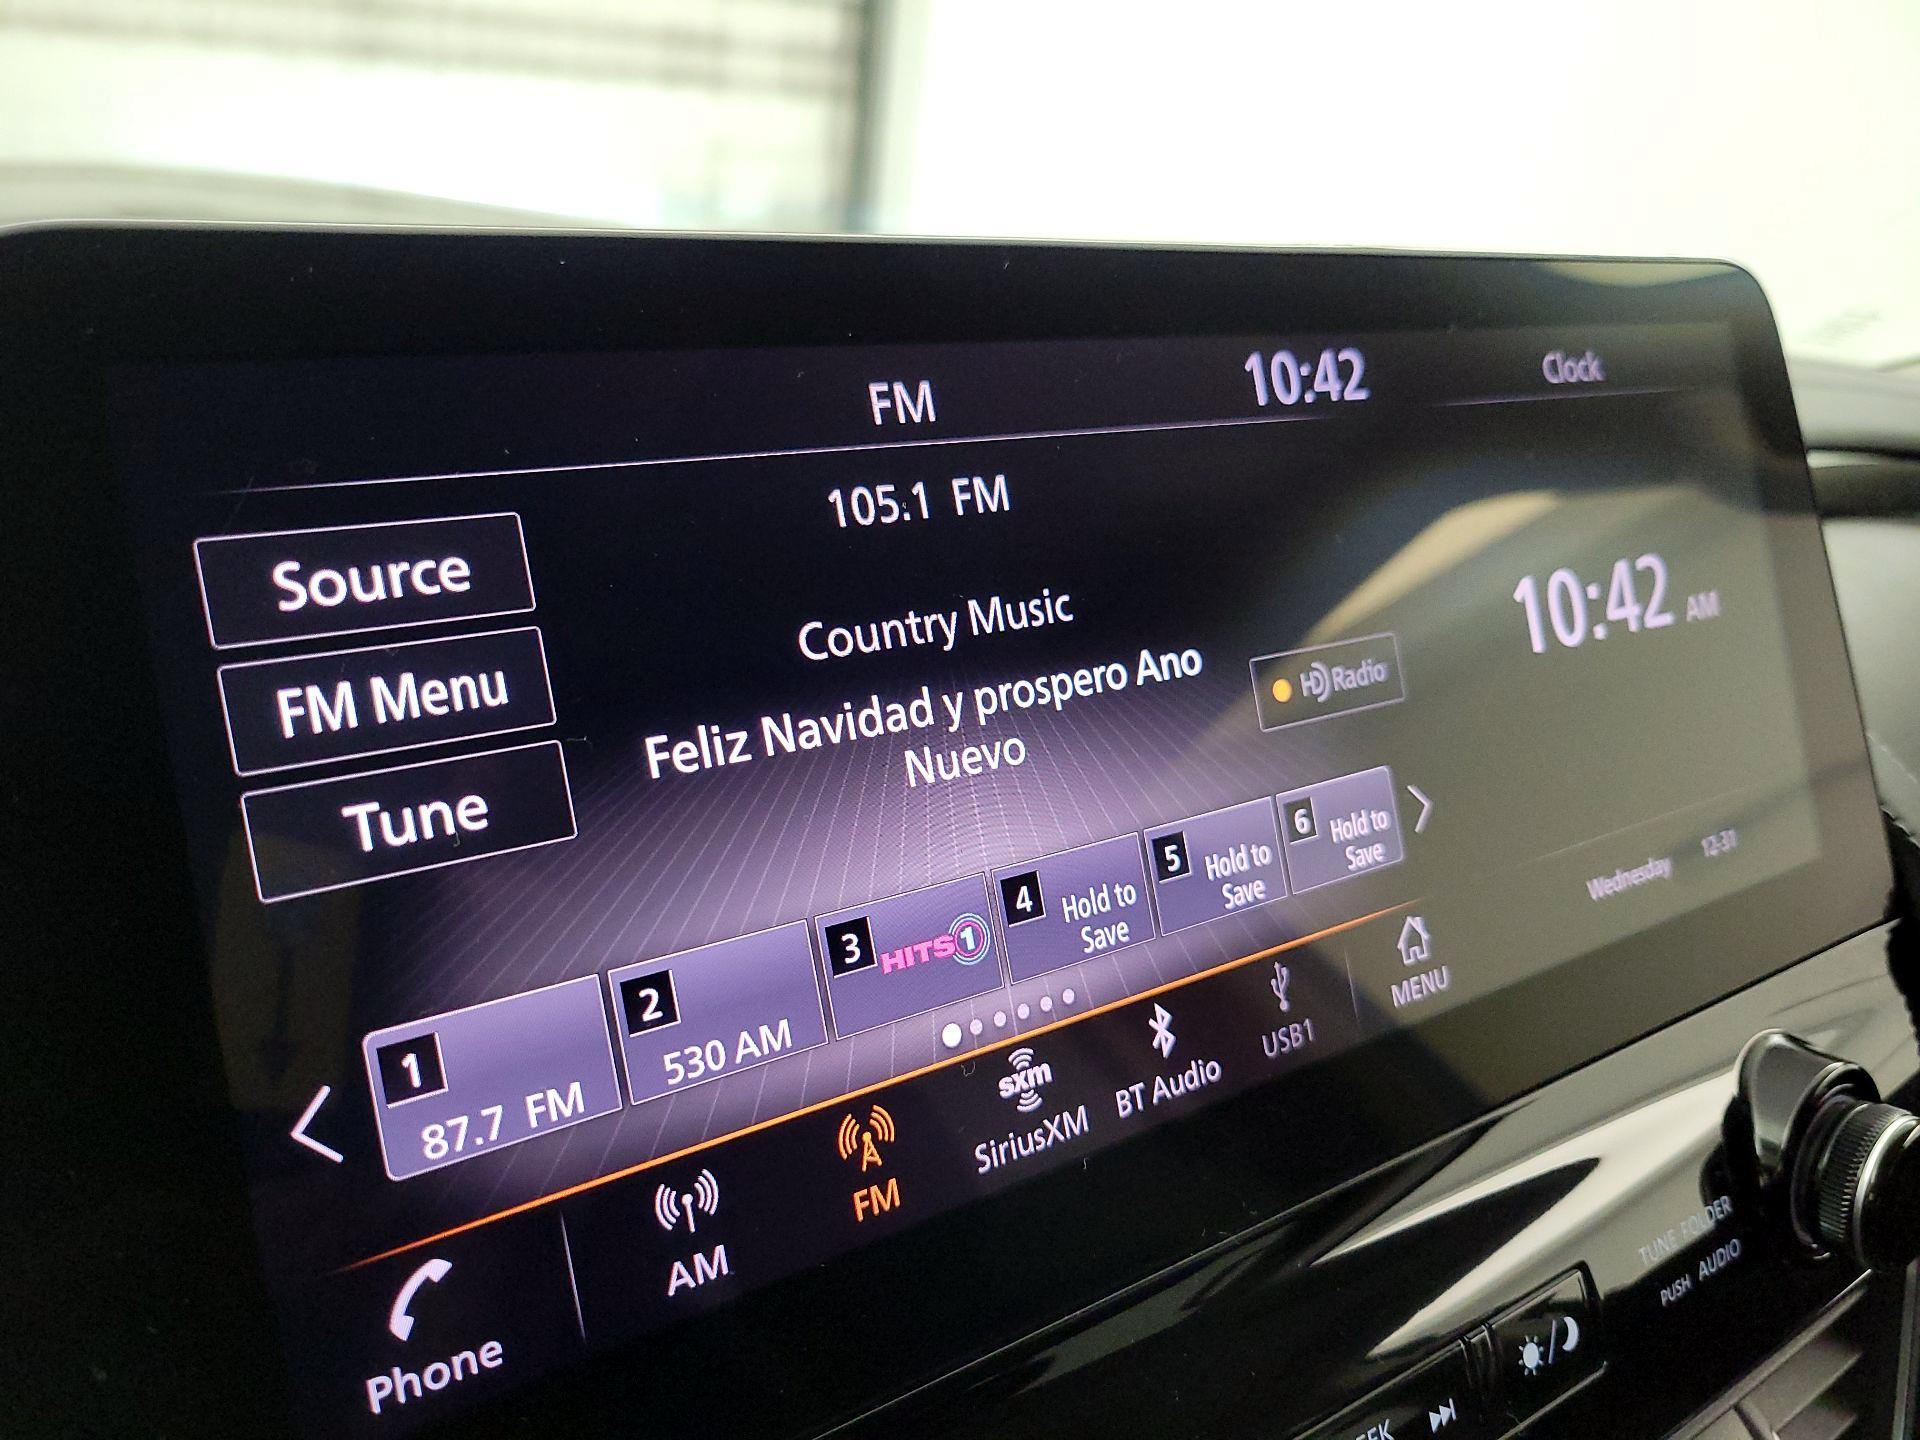 FM
10:42
Clock
105.1 FM
Source
Country Music
10:42 AM
HD Radio
FM Menu
Feliz Navidad y prospero Ano
Nuevo
Tune
1
87.7 FM
2
530 AM
3
HITS 1
4
Hold to
Save
5
Hold to
Save
6
Hold to
Save
Wednesday 12-31
Phone
AM
FM
sxm
SiriusXM
BT Audio
USB1
MENU
TUNE·FOLDER
PUSH AUDIO